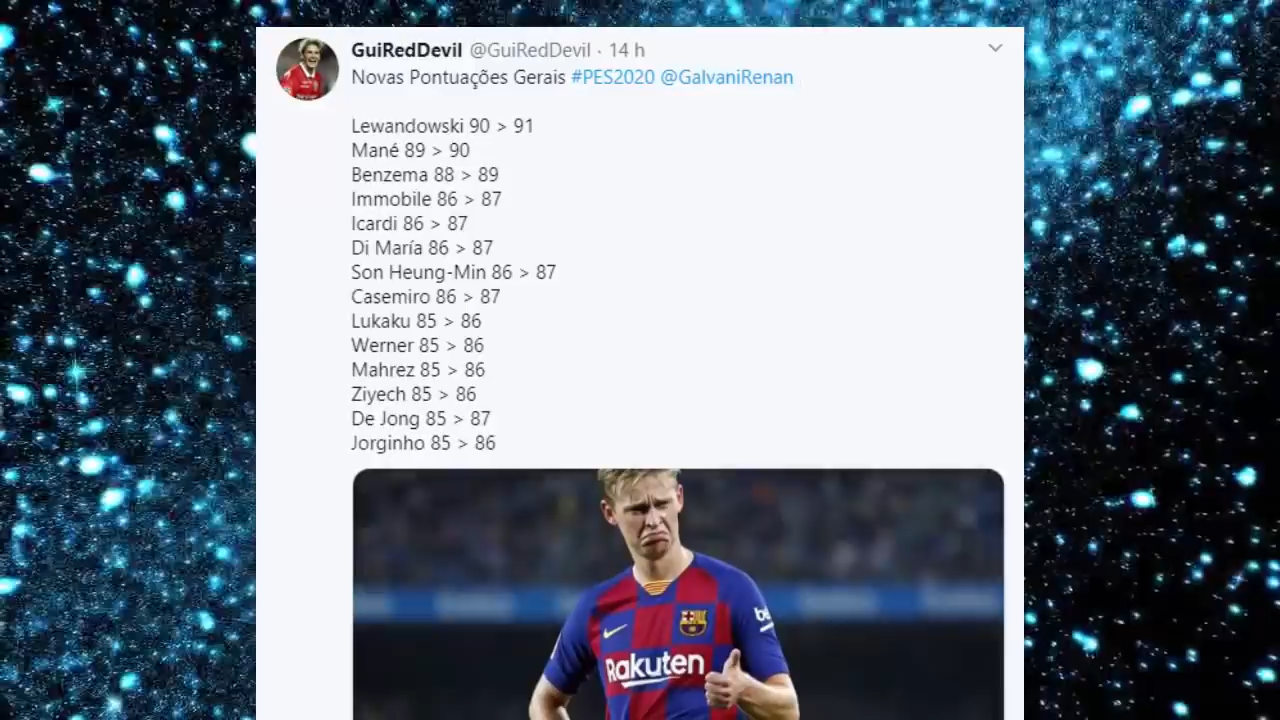 GuiRedDevil @GuiRedDevil · 14 h
Novas Pontuações Gerais #PES2020 @GalvaniRenan
Lewandowski 90 > 91
Mané 89 > 90
Benzema 88 > 89
Immobile 86 > 87
Icardi 86 > 87
Di María 86 > 87
Son Heung-Min 86 > 87
Casemiro 86 > 87
Lukaku 85 > 86
Werner 85 > 86
Mahrez 85 > 86
Ziyech 85 > 86
De Jong 85 > 87
Jorginho 85 > 86
Rakuten